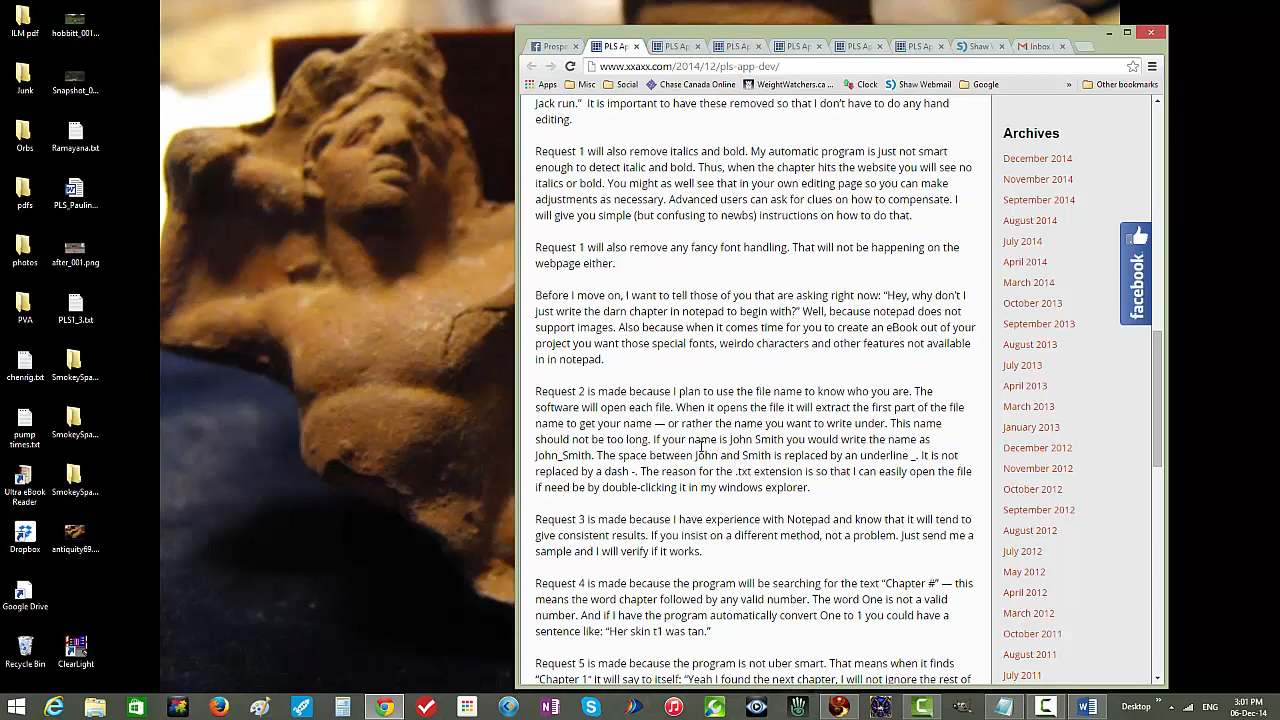 ILM pdf
hobbitt_001...
Junk
Snapshot_0...
Orbs
Ramayana.txt
pdfs
PLS_Paulin...
photos
after_001.png
PVA
PLS1_3.txt
chenrig.txt
SmokeySpa...
pump
times.txt
SmokeySpa...
Ultra eBook
Reader
SmokeySpa...
Dropbox
antiquity69....
Google Drive
Recycle Bin
ClearLight
Prospe
PLS Ap
PLS Ap
PLS Ap
PLS Ap
PLS Ap
PLS Ap
Shaw
Inbox
www.xxaxx.com/2014/12/pls-app-dev/
Apps
Misc
Social
Chase Canada Online
WeightWatchers.ca ...
Clock
Shaw Webmail
Google
»
Other bookmarks
Jack run.” It is important to have these removed so that I don’t have to do any hand
editing.
Request 1 will also remove italics and bold. My automatic program is just not smart
enough to detect italic and bold. Thus, when the chapter hits the website you will see no
italics or bold. You might as well see that in your own editing page so you can make
adjustments as necessary. Advanced users can ask for clues on how to compensate. I
will give you simple (but confusing to newbs) instructions on how to do that.
Request 1 will also remove any fancy font handling. That will not be happening on the
webpage either.
Before I move on, I want to tell those of you that are asking right now: “Hey, why don’t I
just write the darn chapter in notepad to begin with?” Well, because notepad does not
support images. Also because when it comes time for you to create an eBook out of your
project you want those special fonts, weirdo characters and other features not available
in in notepad.
Request 2 is made because I plan to use the file name to know who you are. The
software will open each file. When it opens the file it will extract the first part of the file
name to get your name — or rather the name you want to write under. This name
should not be too long. If your name is John Smith you would write the name as
John_Smith. The space between John and Smith is replaced by an underline _. It is not
replaced by a dash -. The reason for the .txt extension is so that I can easily open the file
if need be by double-clicking it in my windows explorer.
Request 3 is made because I have experience with Notepad and know that it will tend to
give consistent results. If you insist on a different method, not a problem. Just send me a
sample and I will verify if it works.
Request 4 is made because the program will be searching for the text “Chapter #” — this
means the word chapter followed by any valid number. The word One is not a valid
number. And if I have the program automatically convert One to 1 you could have a
sentence like: “Her skin t1 was tan.”
Request 5 is made because the program is not uber smart. That means when it finds
“Chapter 1” it will say to itself: “Yeah I found the next chapter, I will not ignore the rest of
Archives
December 2014
November 2014
September 2014
August 2014
July 2014
April 2014
March 2014
October 2013
September 2013
August 2013
July 2013
April 2013
March 2013
January 2013
December 2012
November 2012
October 2012
September 2012
August 2012
July 2012
May 2012
April 2012
March 2012
October 2011
August 2011
July 2011
facebook
Desktop
»
ENG
3:01 PM
06-Dec-14